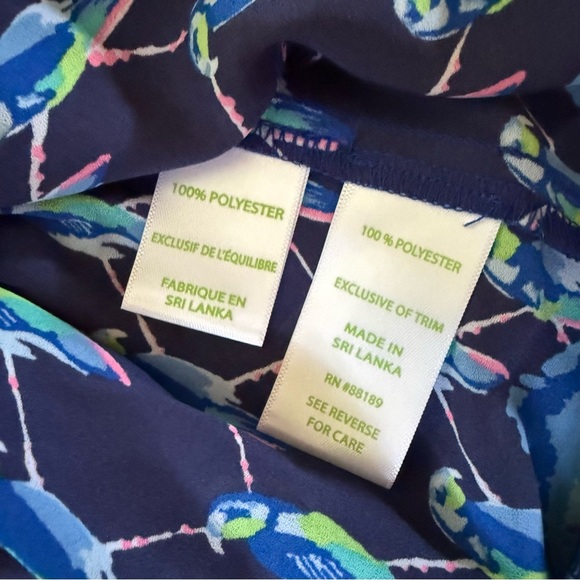 100% POLYESTER
EXCLUSIF DE L'ÉQUILIBRE
FABRIQUE EN
SRI LANKA
100% POLYESTER
EXCLUSIVE OF TRIM
MADE IN
SRI LANKA
RN #88189
SEE REVERSE
FOR CARE